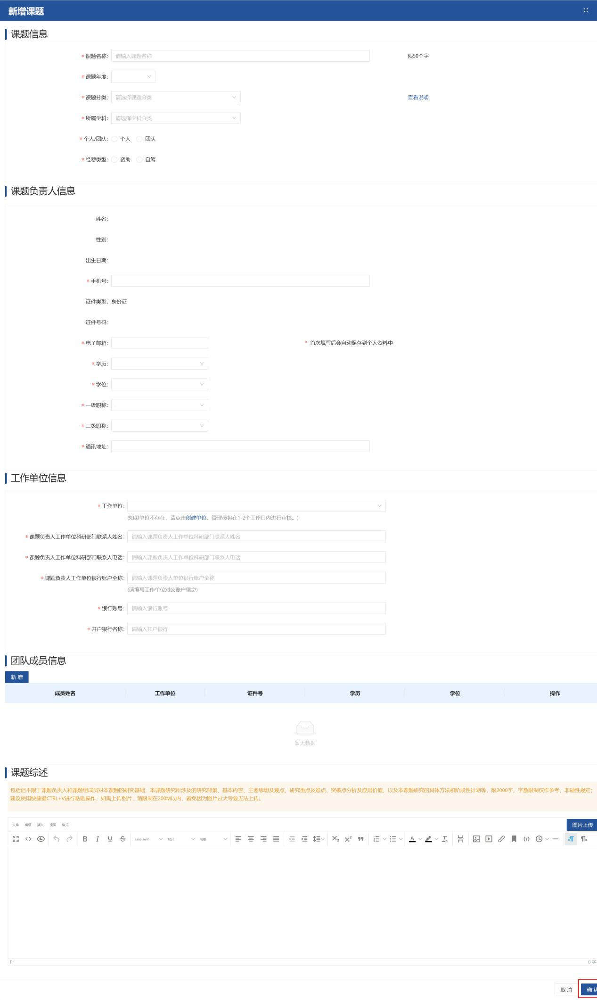 新增课题
课题信息
* 课题名称: 请输入课题名称 限50个字
* 课题年度:
* 课题分类: 请选择课题分类 查看说明
* 所属学科: 请选择学科分类
* 个人/团队: 个人 团队
* 经费类型: 资助 自筹
课题负责人信息
姓名:
性别:
出生日期:
* 手机号:
证件类型: 身份证
证件号码:
* 电子邮箱: * 首次填写后会自动保存到个人资料中
* 学历:
* 学位:
* 一级职称:
* 二级职称:
* 通讯地址:
工作单位信息
* 工作单位:
(如果单位不存在，请点击创建单位。管理员将在1-2个工作日内进行审核。)
* 课题负责人工作单位科研部门联系人姓名: 请输入课题负责人工作单位科研部门联系人姓名
* 课题负责人工作单位科研部门联系人电话: 请输入课题负责人工作单位科研部门联系人电话
* 课题负责人工作单位银行账户全称: 请输入课题负责人单位银行账户全称
(请填写工作单位对公账户信息)
* 银行账号: 请输入银行账号
* 开户银行名称: 请输入开户银行
团队成员信息
新增
成员姓名 工作单位 证件号 学历 学位 操作
暂无数据
课题综述
包括但不限于课题负责人和课题组成员对本课题的研究基础，本课题研究所涉及的研究背景、基本内容、主要思想及观点、研究重点及难点、突破点分析及应用价值，以及本课题研究的具体方法和阶段性计划等，限2000字，字数限制仅作参考，非硬性规定；
建议使用快捷键CTRL+V进行粘贴操作，如需上传图片，请限制在200M以内，避免因为图片过大导致无法上传。
文件 编辑 插入 视图 格式 图片上传
sans-serif 12pt 段落
P 0字
取消 确认